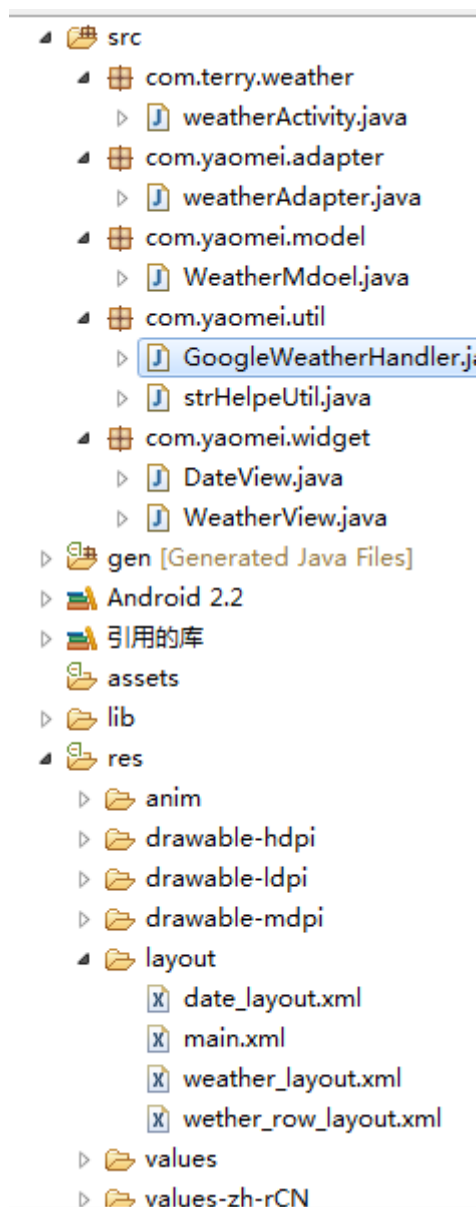 src
com.terry.weather
weatherActivity.java
com.yaomei.adapter
weatherAdapter.java
com.yaomei.model
WeatherMdoel.java
com.yaomei.util
GoogleWeatherHandler.ja
strHelpeUtil.java
com.yaomei.widget
DateView.java
WeatherView.java
gen [Generated Java Files]
Android 2.2
引用的库
assets
lib
res
anim
drawable-hdpi
drawable-ldpi
drawable-mdpi
layout
date_layout.xml
main.xml
weather_layout.xml
wether_row_layout.xml
values
values-zh-rCN